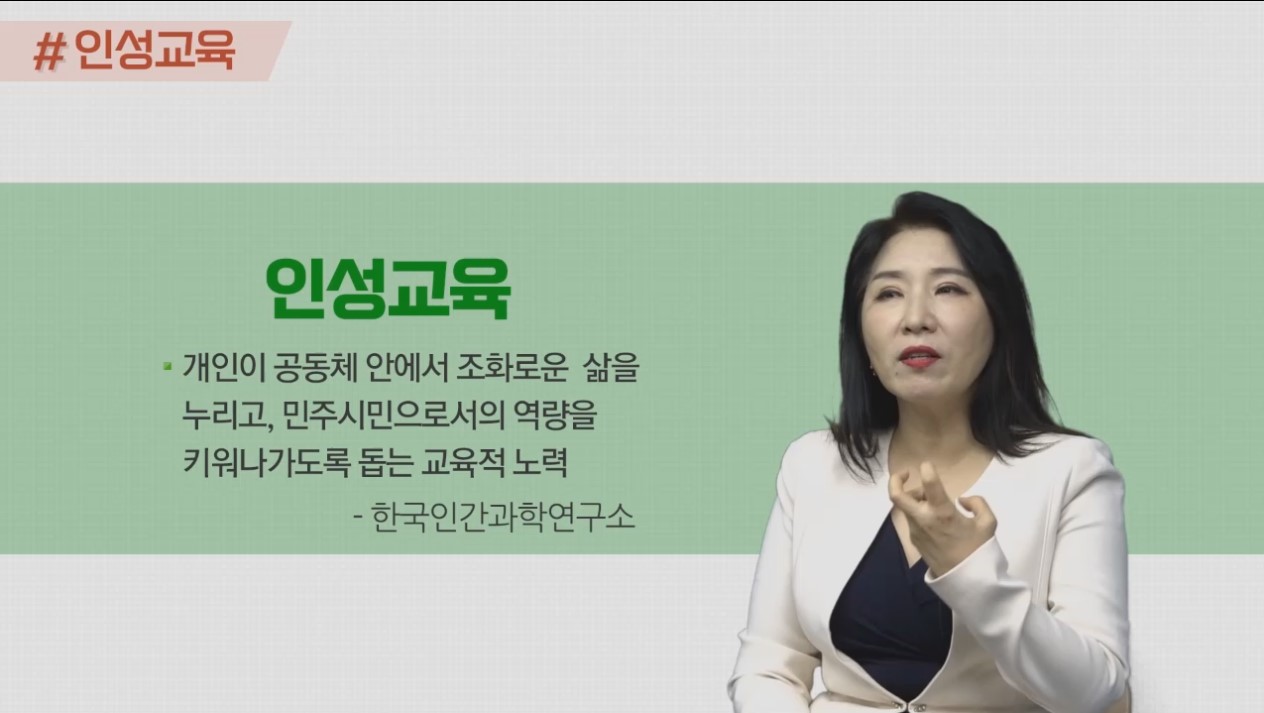 # 인성교육
인성교육
개인이 공동체 안에서 조화로운 삶을
누리고, 민주시민으로서의 역량을
키워나가도록 돕는 교육적 노력
- 한국인간과학연구소